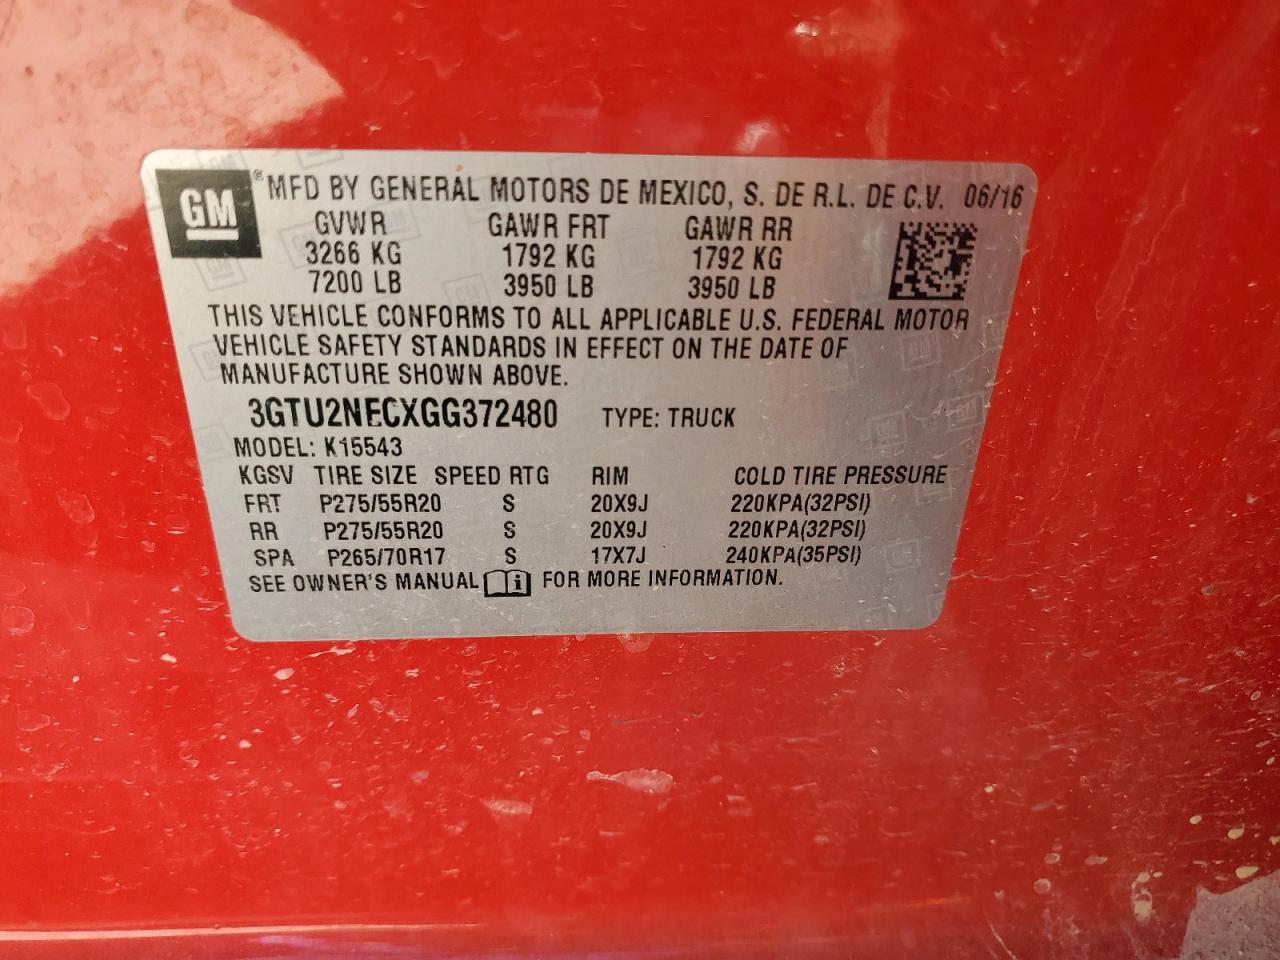 GM ® MFD BY GENERAL MOTORS DE MEXICO, S. DE R.L. DE C.V. 06/16
GVWR GAWR FRT GAWR RR
3266 KG 1792 KG 1792 KG
7200 LB 3950 LB 3950 LB
THIS VEHICLE CONFORMS TO ALL APPLICABLE U.S. FEDERAL MOTOR
VEHICLE SAFETY STANDARDS IN EFFECT ON THE DATE OF
MANUFACTURE SHOWN ABOVE.
3GTU2NECXGG372480 TYPE: TRUCK
MODEL: K15543
KGSV TIRE SIZE SPEED RTG RIM COLD TIRE PRESSURE
FRT P275/55R20 S 20X9J 220KPA(32PSI)
RR P275/55R20 S 20X9J 220KPA(32PSI)
SPA P265/70R17 S 17X7J 240KPA(35PSI)
SEE OWNER'S MANUAL i FOR MORE INFORMATION.